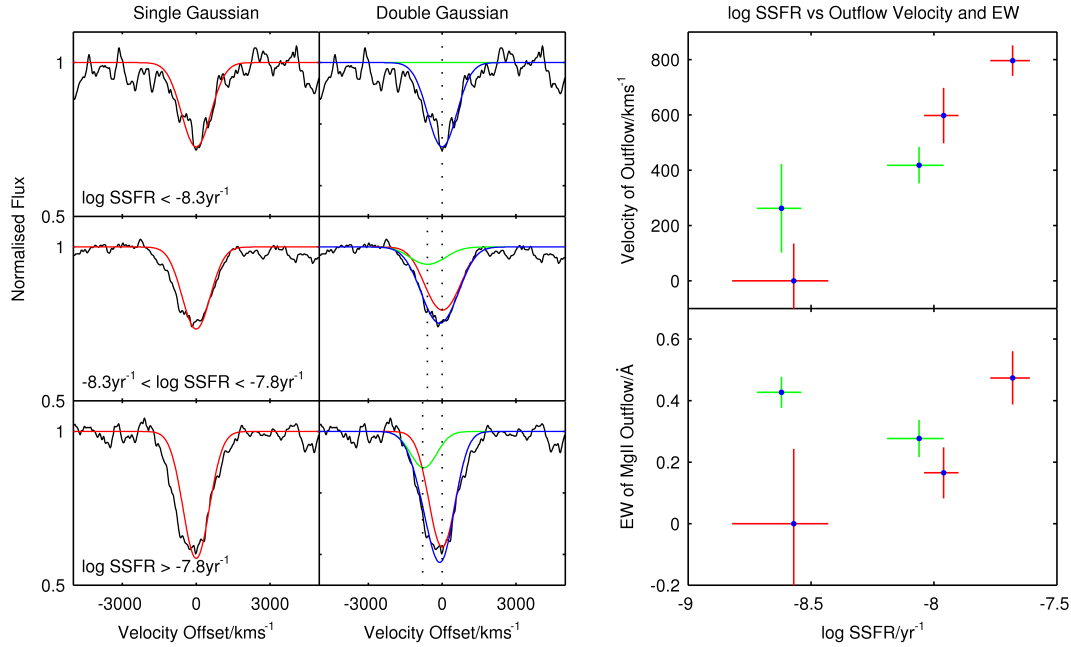 Single Gaussian
Double Gaussian
Normalised Flux
1
log SSFR < -8.3yr⁻¹
0.5
1
-8.3yr⁻¹ < log SSFR < -7.8yr⁻¹
0.5
1
log SSFR > -7.8yr⁻¹
0.5
-3000 0 3000
-3000 0 3000
Velocity Offset/kms⁻¹
Velocity Offset/kms⁻¹
log SSFR vs Outflow Velocity and EW
Velocity of Outflow/kms⁻¹
800
600
400
200
0
EW of MgII Outflow/Å
0.6
0.4
0.2
0
-0.2
-9 -8.5 -8 -7.5
log SSFR/yr⁻¹